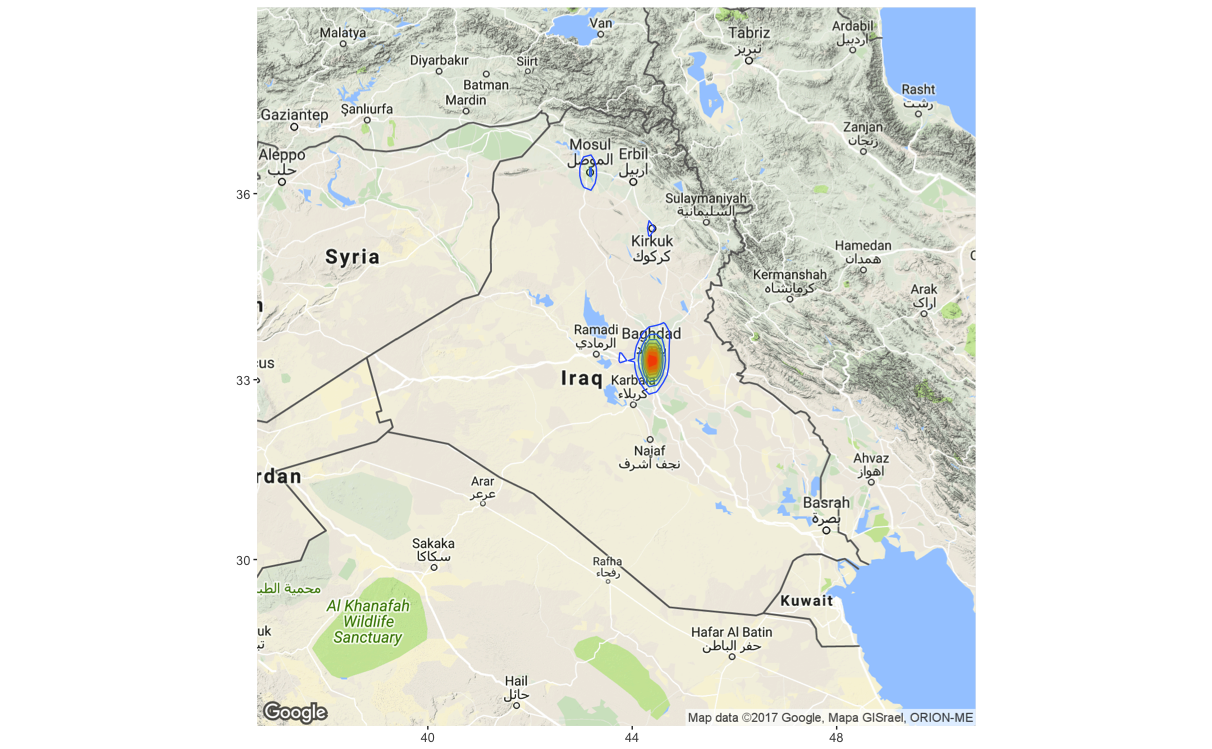 Van
Malatya
Tabriz
تبریز
Ardabil
اردبیل
Diyarbakır
Siirt
Batman
Mardin
Rasht
رشت
Gaziantep
Şanlıurfa
Zanjan
زنجان
Aleppo
حلب
Mosul
الموصل
Erbil
اربيل
36
Sulaymaniyah
السليمانية
Kirkuk
كركوك
Syria
Hamedan
همدان
Kermanshah
کرمانشاه
Arak
اراک
Ramadi
الرمادي
Baghdad
cus
33
Iraq
Karbala
كربلاء
Najaf
نجف أشرف
Ahvaz
اهواز
rdan
Arar
عرعر
Basrah
بصرة
Sakaka
سكاكا
30
Rafha
رفحاء
محمية الطب
Al Khanafah
Wildlife
Sanctuary
Kuwait
uk
Hafar Al Batin
حفر الباطن
Hail
حائل
Google
Map data ©2017 Google, Mapa GISrael, ORION-ME
40
44
48